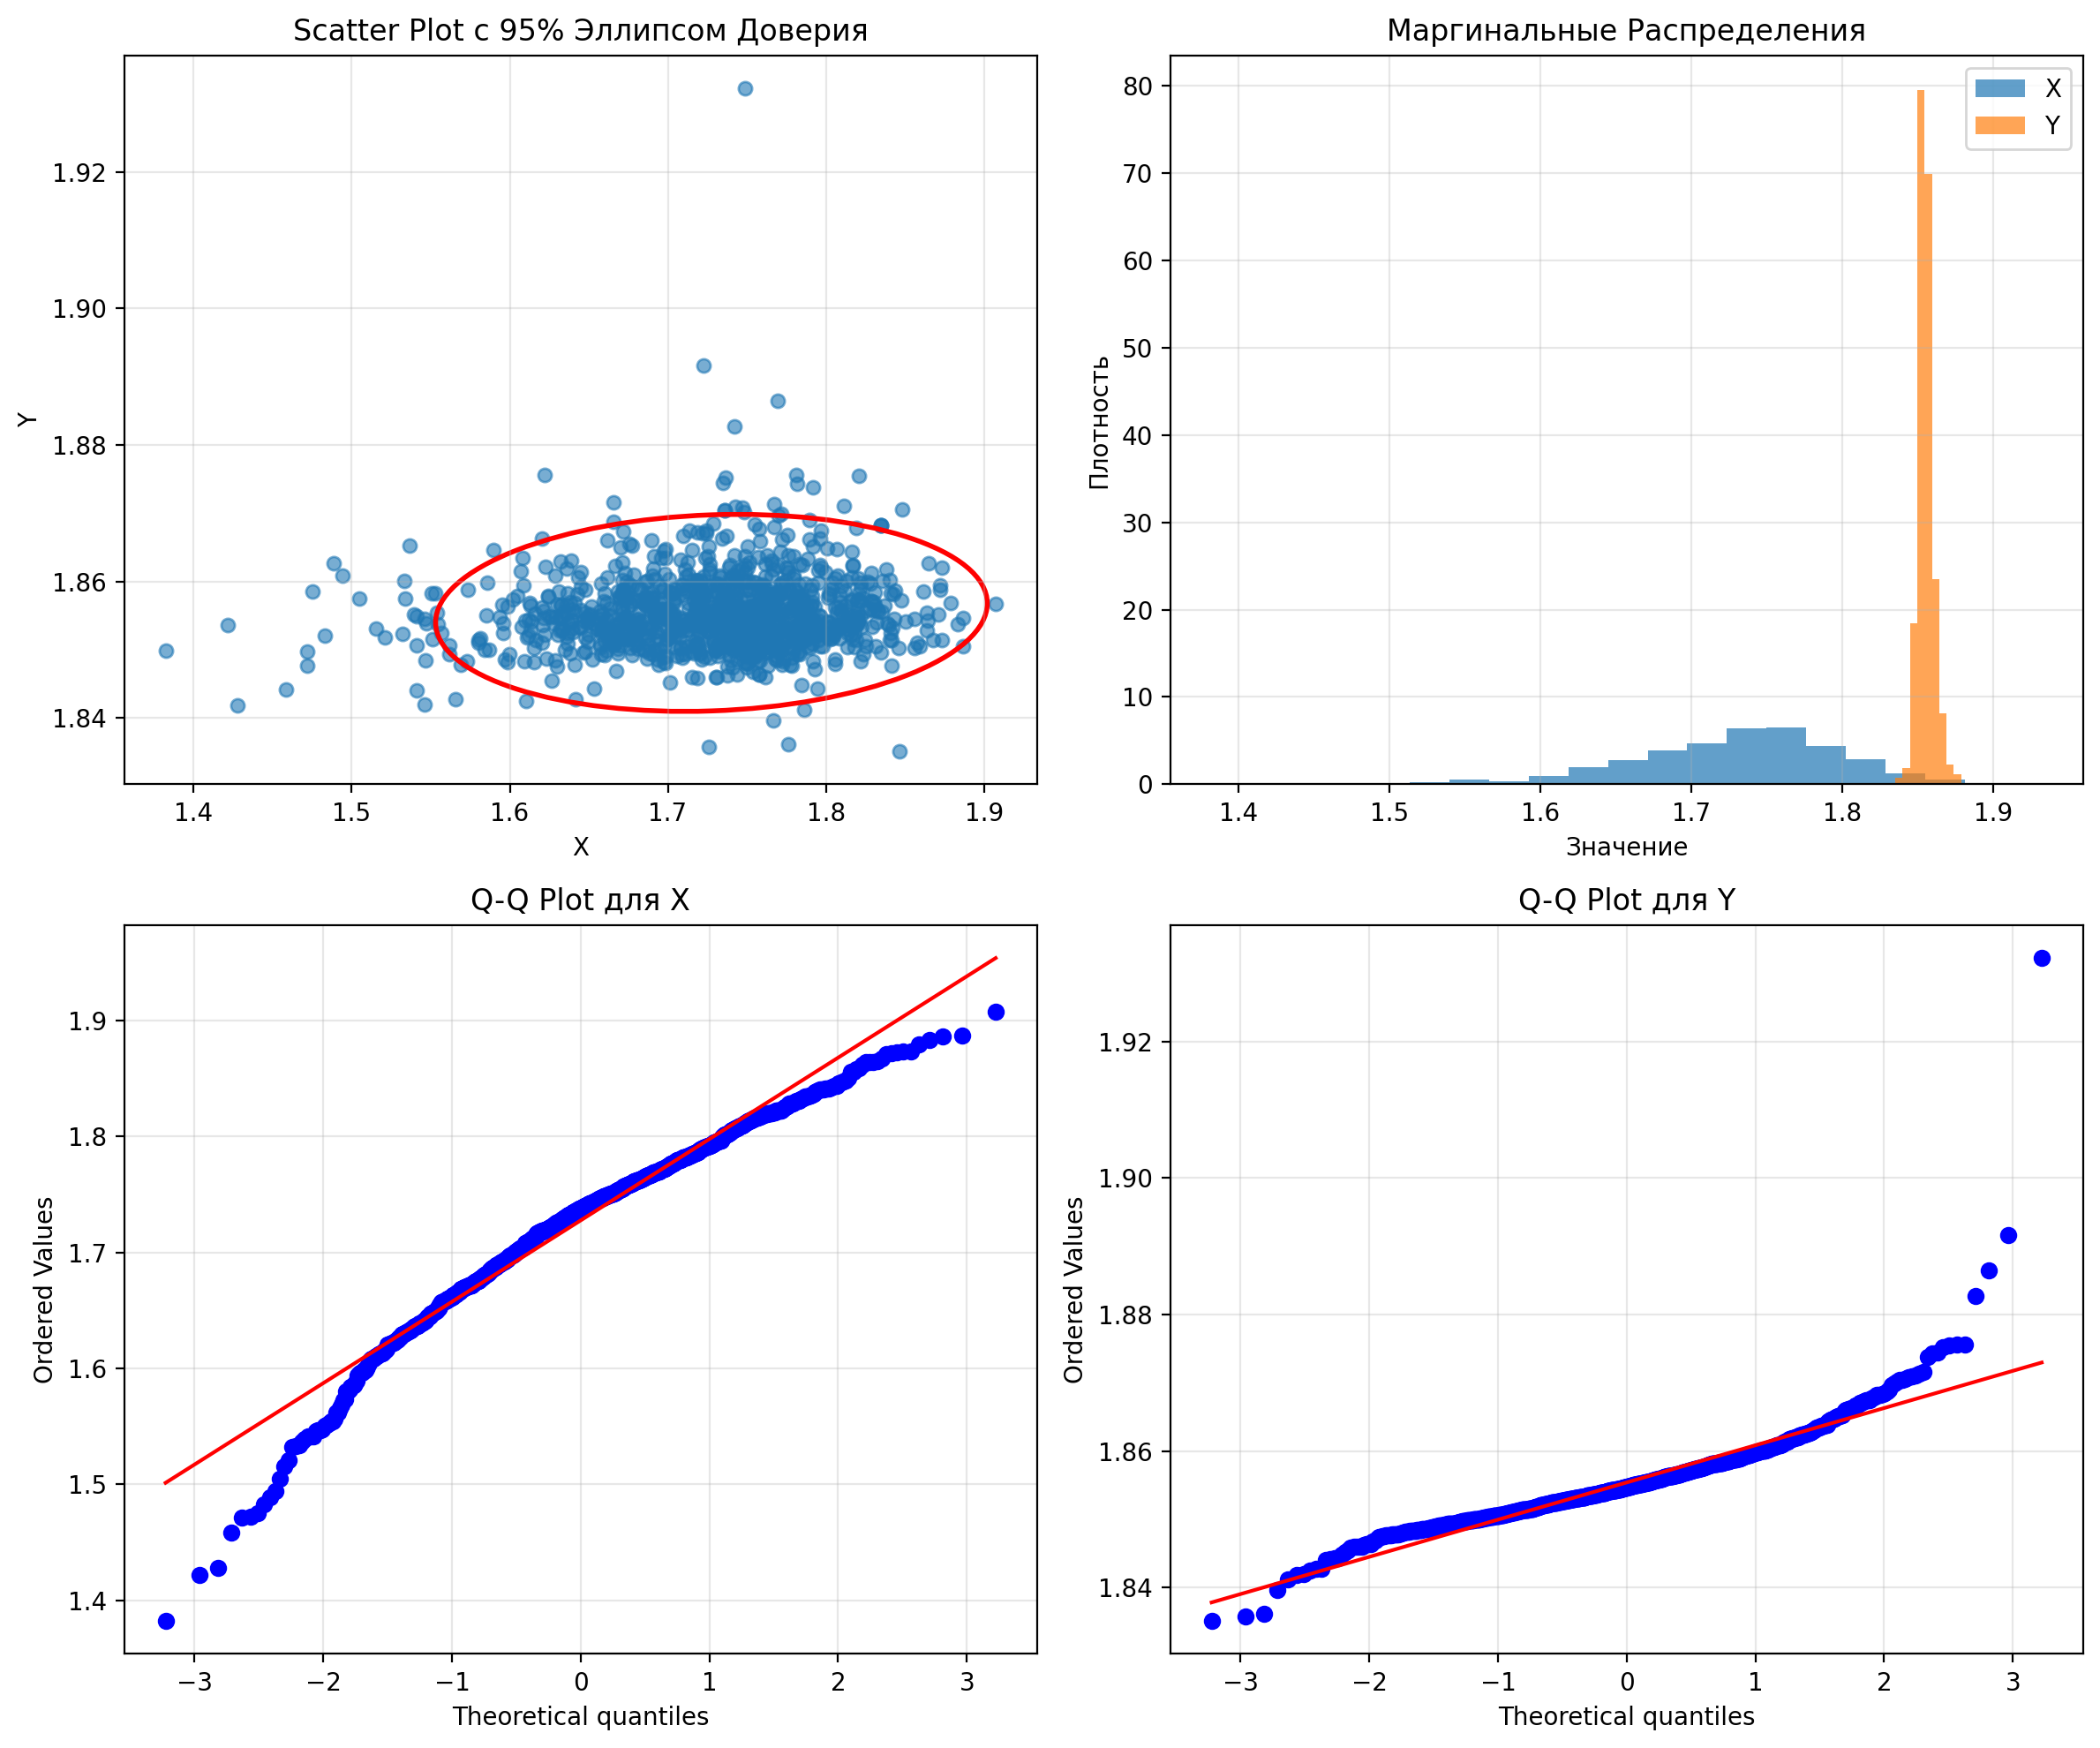 Scatter Plot с 95% Эллипсом Доверия
1.92
1.90
1.88
1.86
1.84
Y
1.4 1.5 1.6 1.7 1.8 1.9
X
Маргинальные Распределения
X
Y
80
70
60
50
40
30
20
10
0
Плотность
1.4 1.5 1.6 1.7 1.8 1.9
Значение
Q-Q Plot для X
1.9
1.8
1.7
1.6
1.5
1.4
Ordered Values
−3 −2 −1 0 1 2 3
Theoretical quantiles
Q-Q Plot для Y
1.92
1.90
1.88
1.86
1.84
Ordered Values
−3 −2 −1 0 1 2 3
Theoretical quantiles